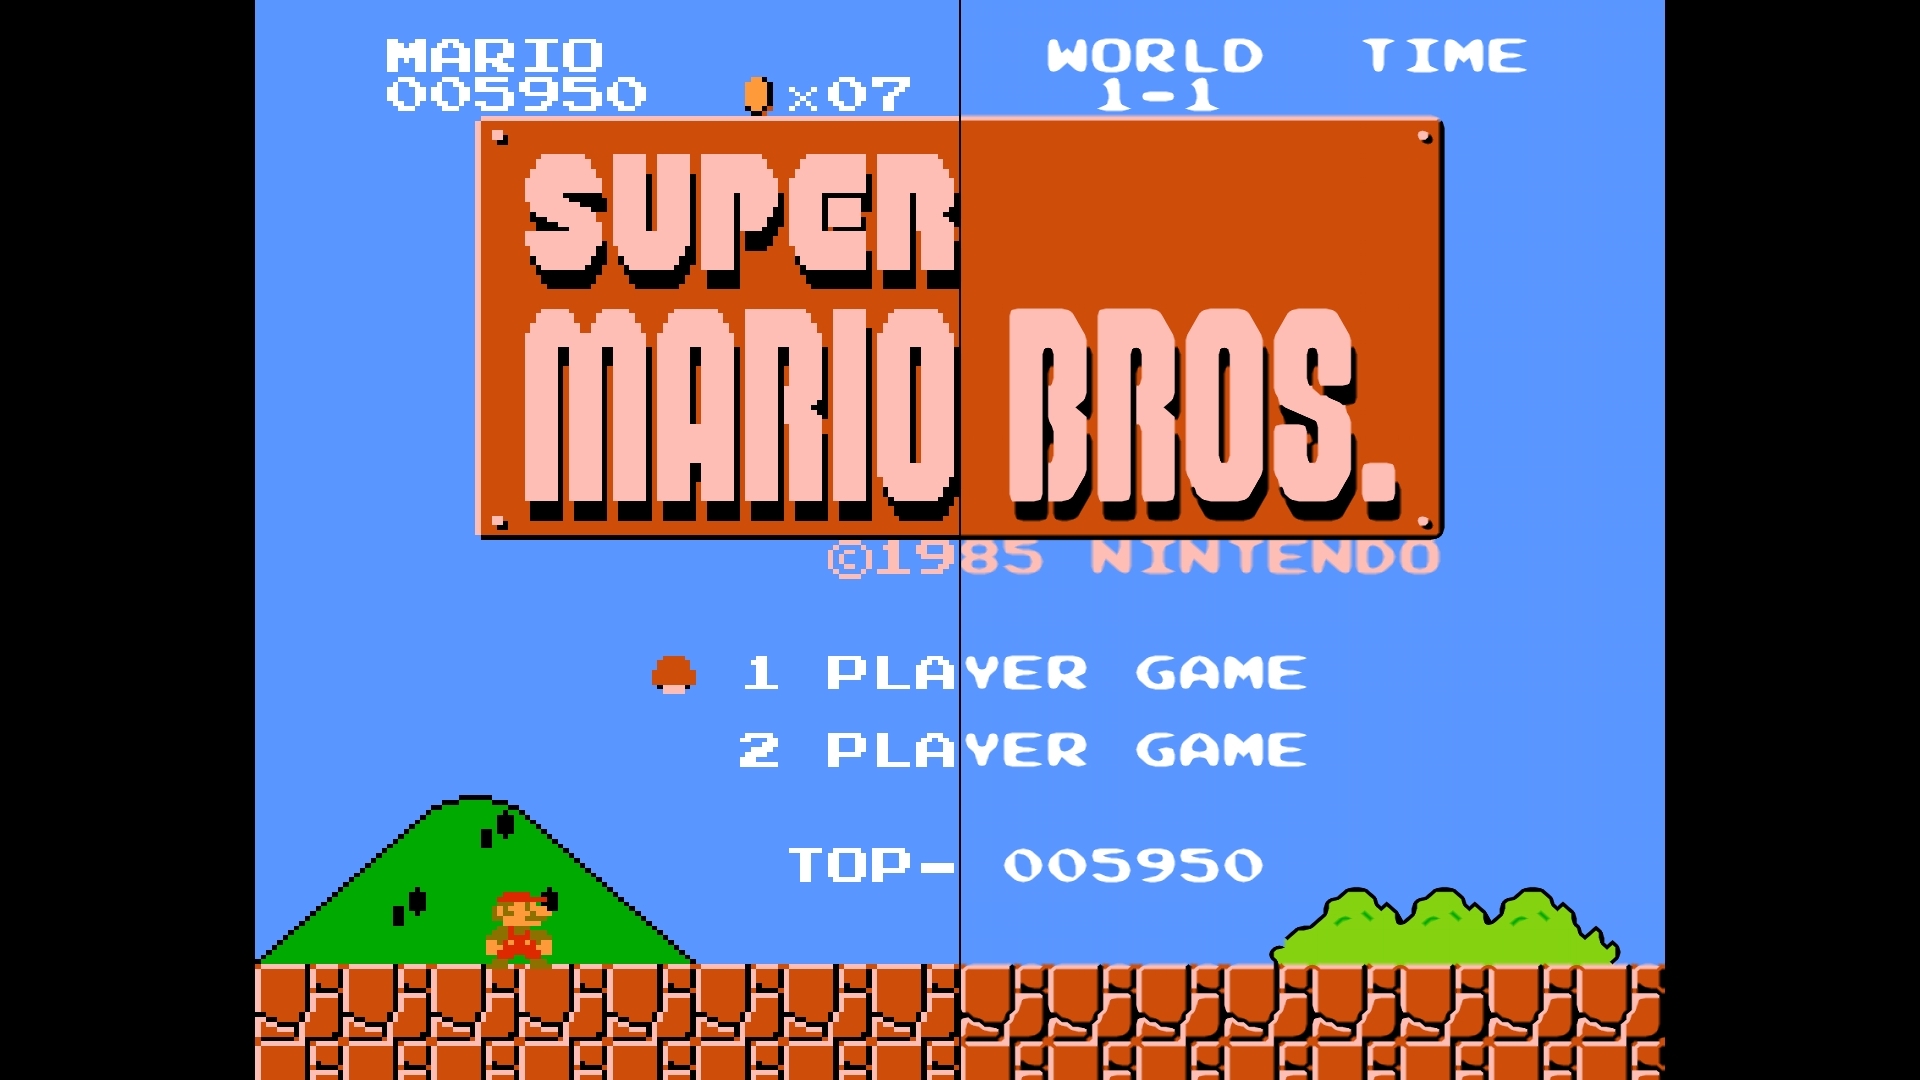 MARIO WORLD TIME
005950 x07 1-1
SUPER
MARIO BROS.
©1985 NINTENDO
1 PLAYER GAME
2 PLAYER GAME
TOP- 005950